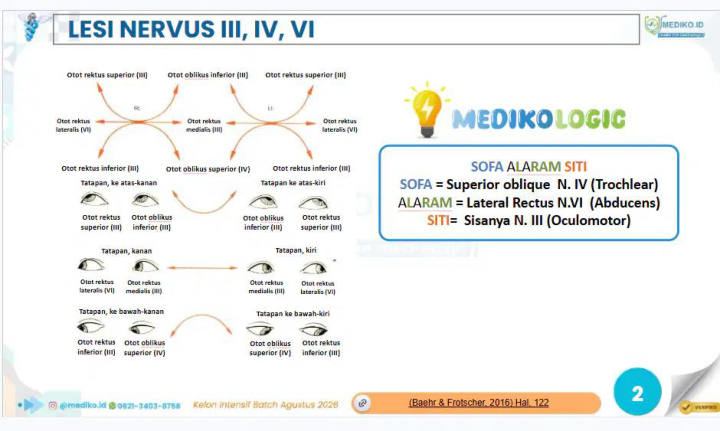 LESI NERVUS III, IV, VI
MEDIKO.ID
Otot rektus superior (III) Otot oblikus inferior (III) Otot rektus superior (III)
Rt Lt
Otot rektus lateralis (VI)
Otot rektus medialis (III)
Otot rektus lateralis (VI)
Otot rektus inferior (III) Otot oblikus superior (IV) Otot rektus inferior (III)
Tatapan, ke atas-kanan Tatapan ke atas-kiri
Otot rektus superior (III)
Otot oblikus inferior (III)
Otot oblikus inferior (III)
Otot rektus superior (III)
Tatapan, kanan Tatapan, kiri
Otot rektus lateralis (VI)
Otot rektus medialis (III)
Otot rektus medialis (III)
Otot rektus lateralis (VI)
Tatapan, ke bawah-kanan Tatapan ke bawah-kiri
Otot rektus inferior (III)
Otot oblikus superior (IV)
Otot oblikus superior (IV)
Otot rektus inferior (III)
MEDIKOLOGIC
SOFA ALARAM SITI
SOFA = Superior oblique N. IV (Trochlear)
ALARAM = Lateral Rectus N.VI (Abducens)
SITI= Sisanya N. III (Oculomotor)
@mediko.id 0821-3403-8758 Kelon Intensif Batch Agustus 2026
(Baehr & Frotscher, 2016) Hal. 122
2
VERIFIED